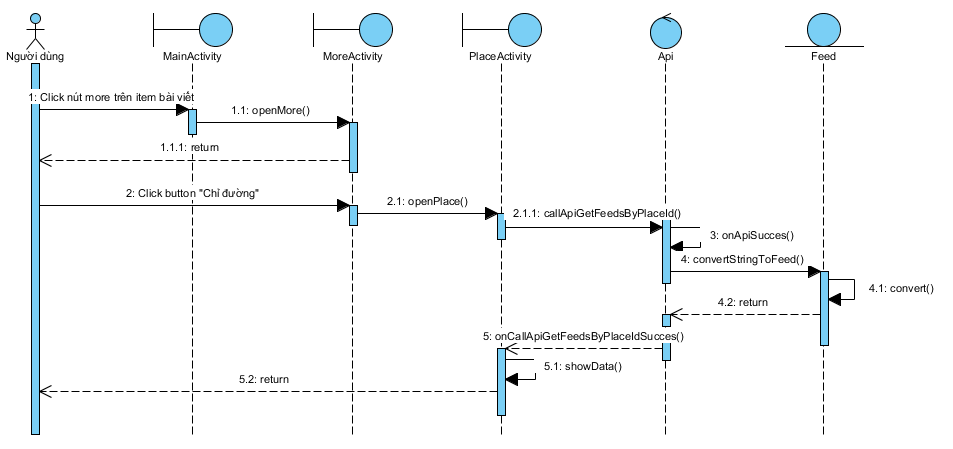 Người dùng
MainActivity
MoreActivity
PlaceActivity
Api
Feed
1: Click nút more trên item bài viết
1.1: openMore()
1.1.1: return
2: Click button "Chỉ đường"
2.1: openPlace()
2.1.1: callApiGetFeedsByPlaceId()
3: onApiSucces()
4: convertStringToFeed()
4.1: convert()
4.2: return
5: onCallApiGetFeedsByPlaceIdSucces()
5.1: showData()
5.2: return